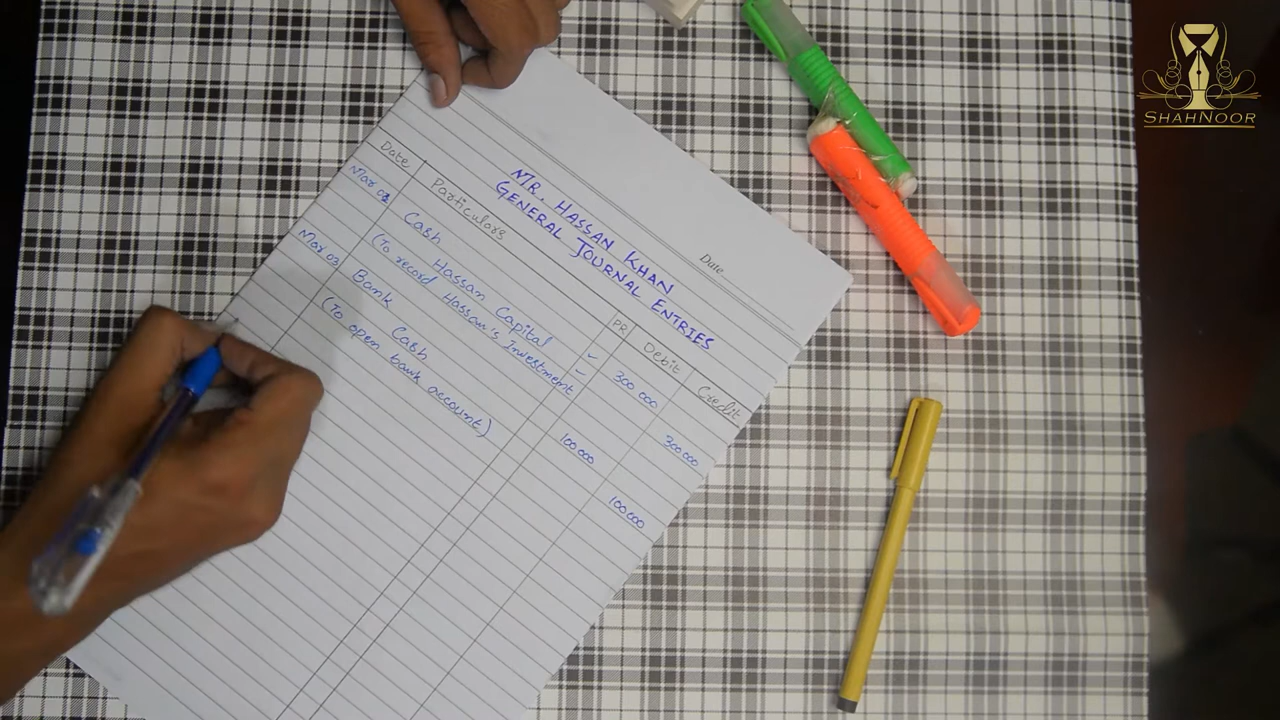 SHAHNOOR
Date
MR. HASSAN KHAN
GENERAL JOURNAL ENTRIES
Date Particulars PR Debit Credit
Mar 02 Cash 300 000
Hassan Capital 300 000
(To record Hassan's Investment
Mar 03 Bank 100 000
Cash 100 000
(To open bank account)